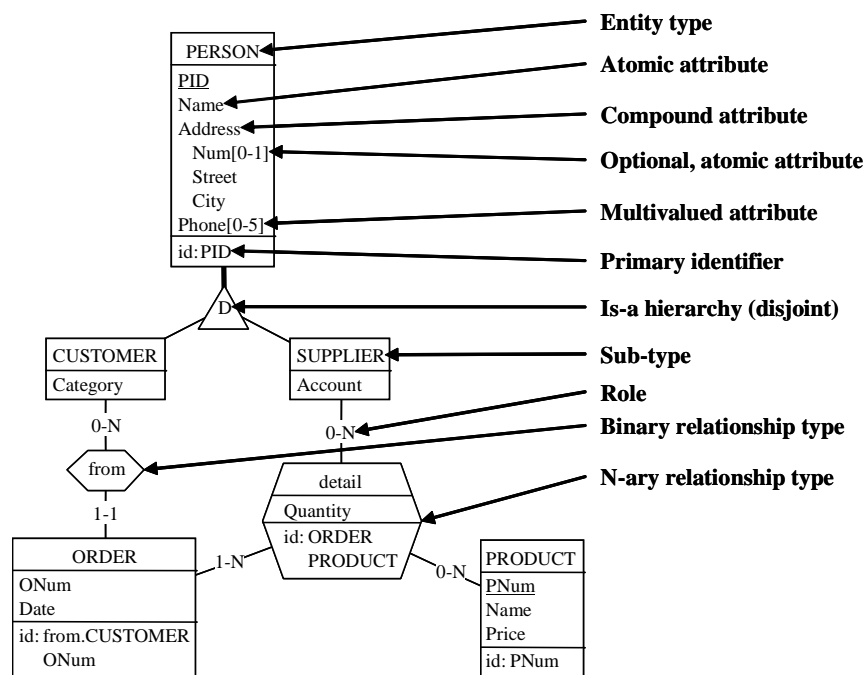 PERSON
PID
Name
Address
Num[0-1]
Street
City
Phone[0-5]
id: PID
Entity type
Atomic attribute
Compound attribute
Optional, atomic attribute
Multivalued attribute
Primary identifier
Is-a hierarchy (disjoint)
Sub-type
Role
Binary relationship type
N-ary relationship type
D
CUSTOMER
Category
SUPPLIER
Account
0-N
0-N
from
1-1
detail
Quantity
id: ORDER
PRODUCT
1-N
0-N
ORDER
ONum
Date
id: from.CUSTOMER
ONum
PRODUCT
PNum
Name
Price
id: PNum